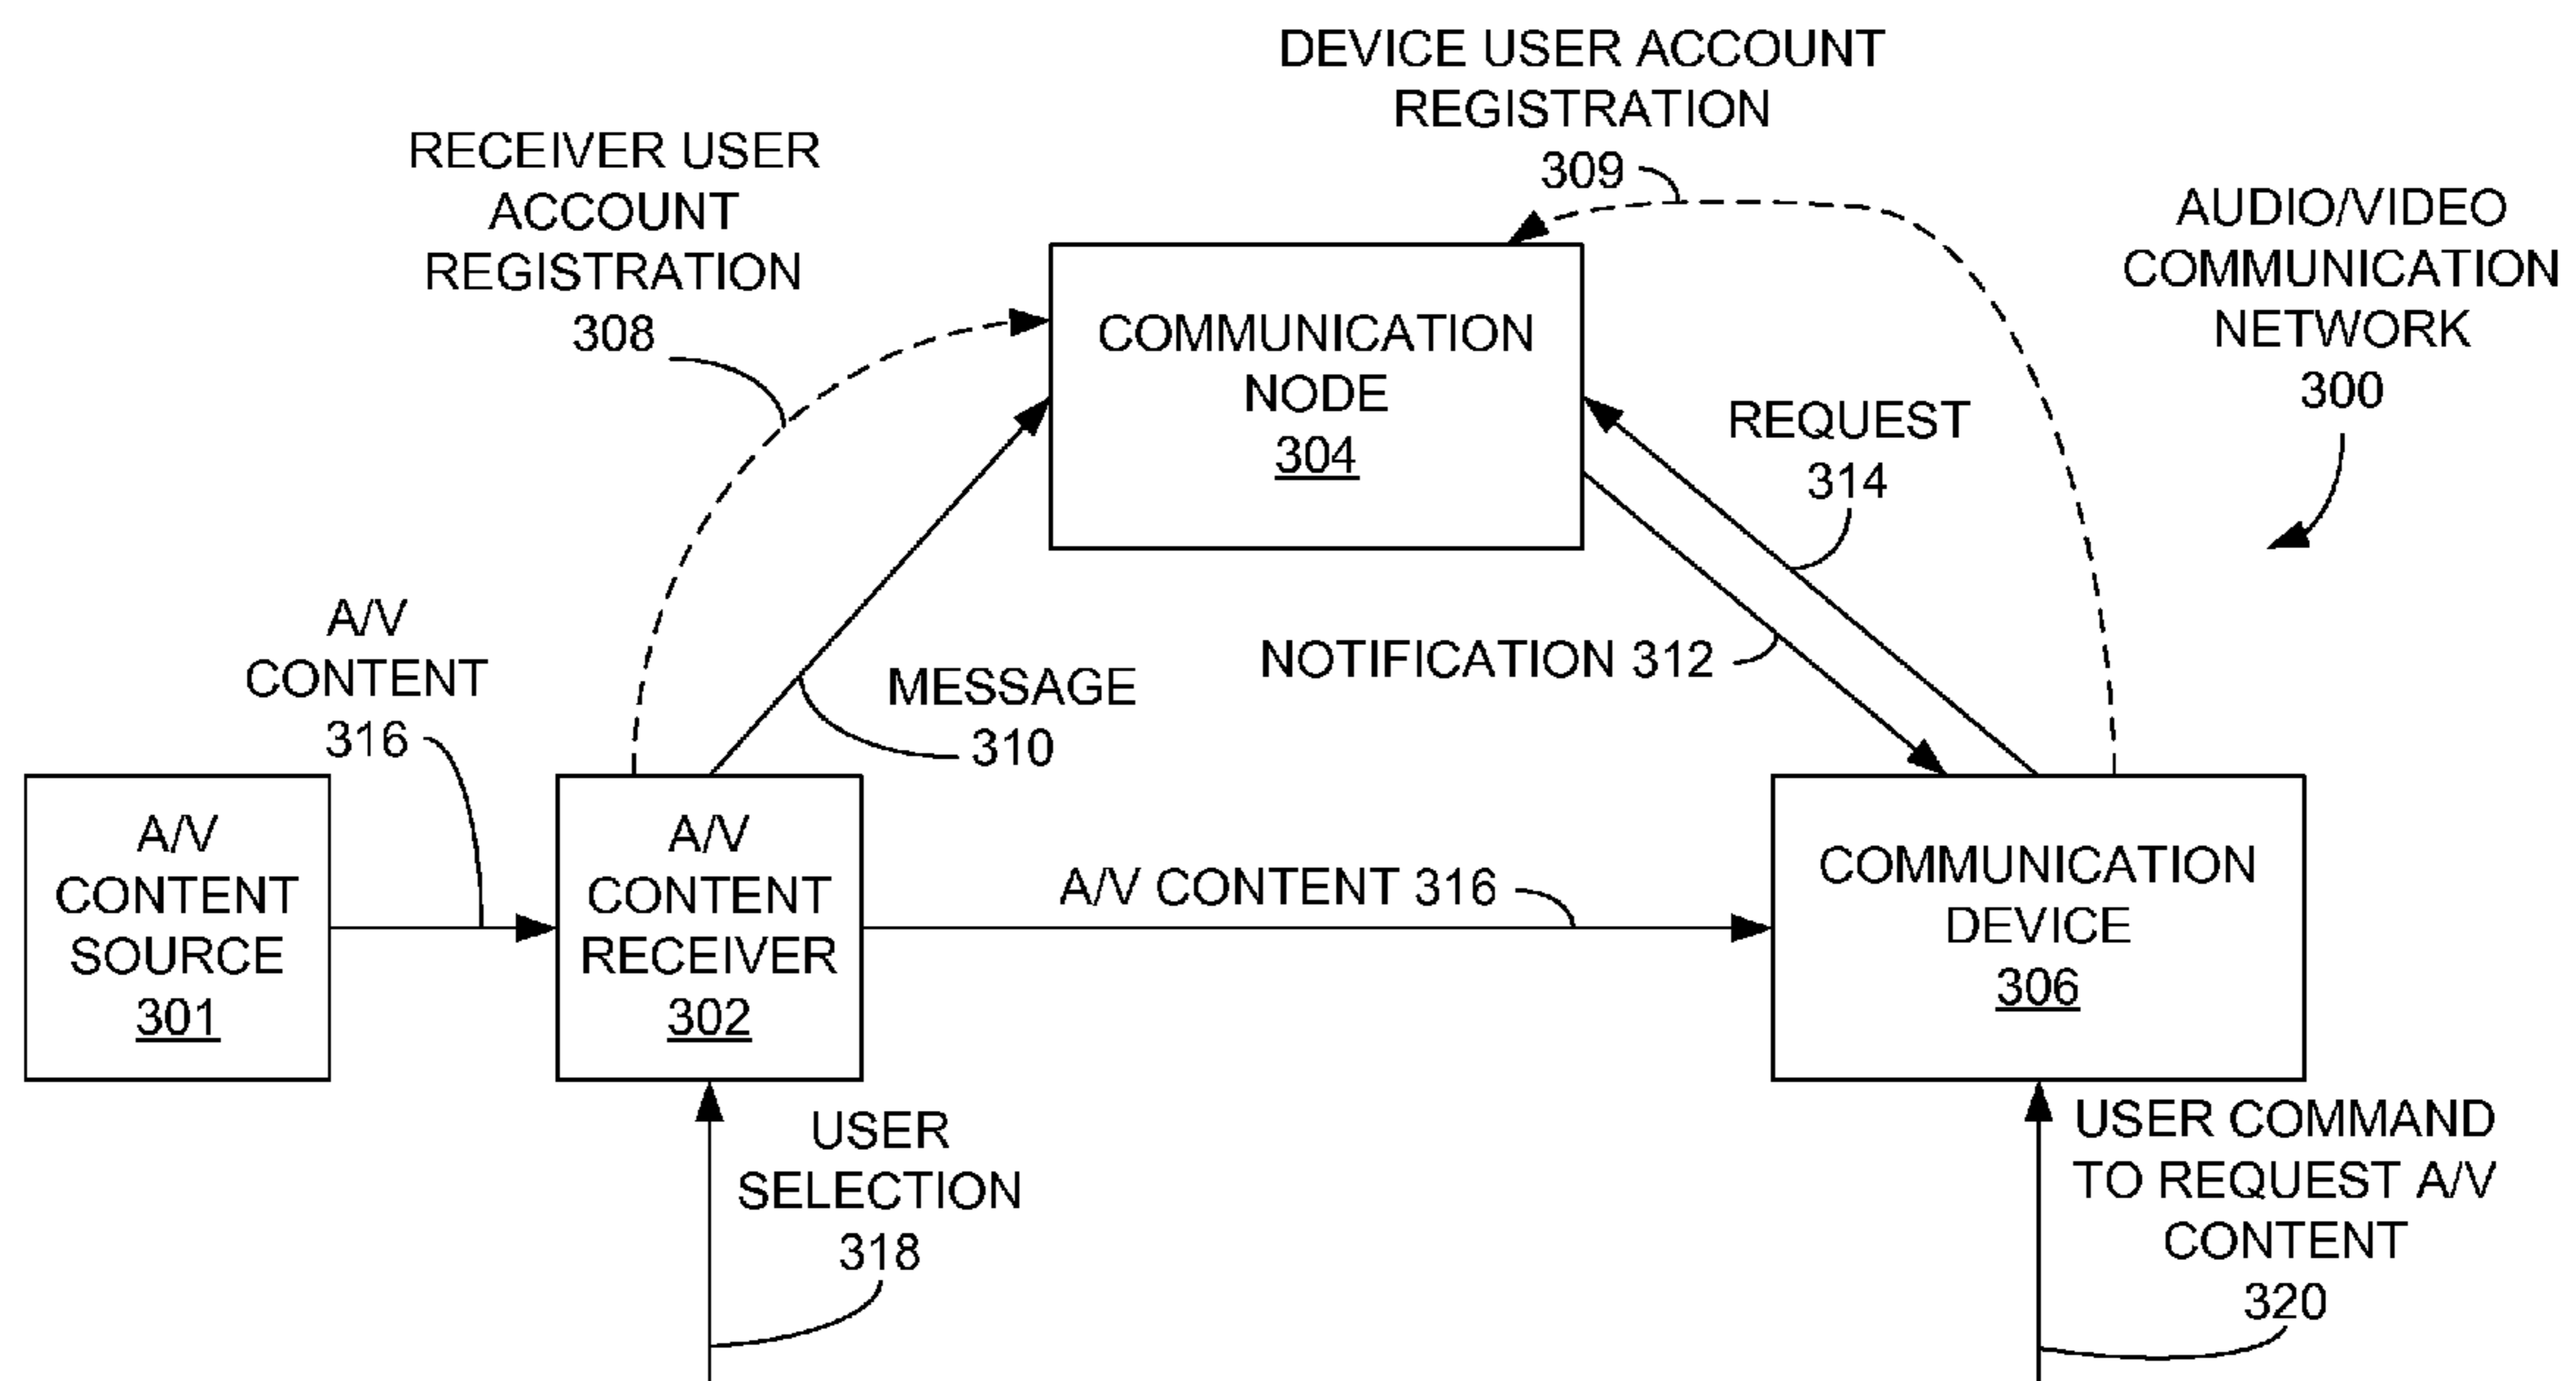 DEVICE USER ACCOUNT
REGISTRATION
309
RECEIVER USER
ACCOUNT
REGISTRATION
308
AUDIO/VIDEO
COMMUNICATION
NETWORK
300
COMMUNICATION
NODE
304
REQUEST
314
A/V
CONTENT
316
MESSAGE
310
NOTIFICATION 312
A/V
CONTENT
SOURCE
301
A/V
CONTENT
RECEIVER
302
A/V CONTENT 316
COMMUNICATION
DEVICE
306
USER
SELECTION
318
USER COMMAND
TO REQUEST A/V
CONTENT
320